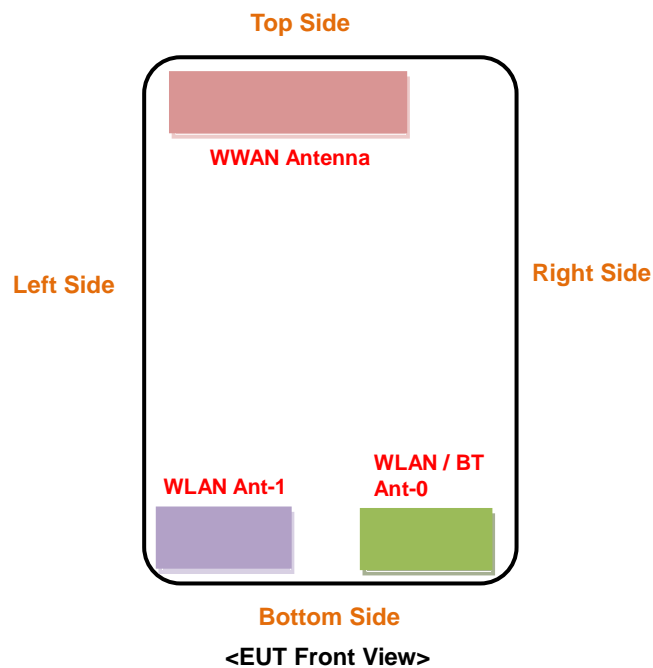 Top Side
WWAN Antenna
Left Side
Right Side
WLAN Ant-1
WLAN / BT
Ant-0
Bottom Side
<EUT Front View>